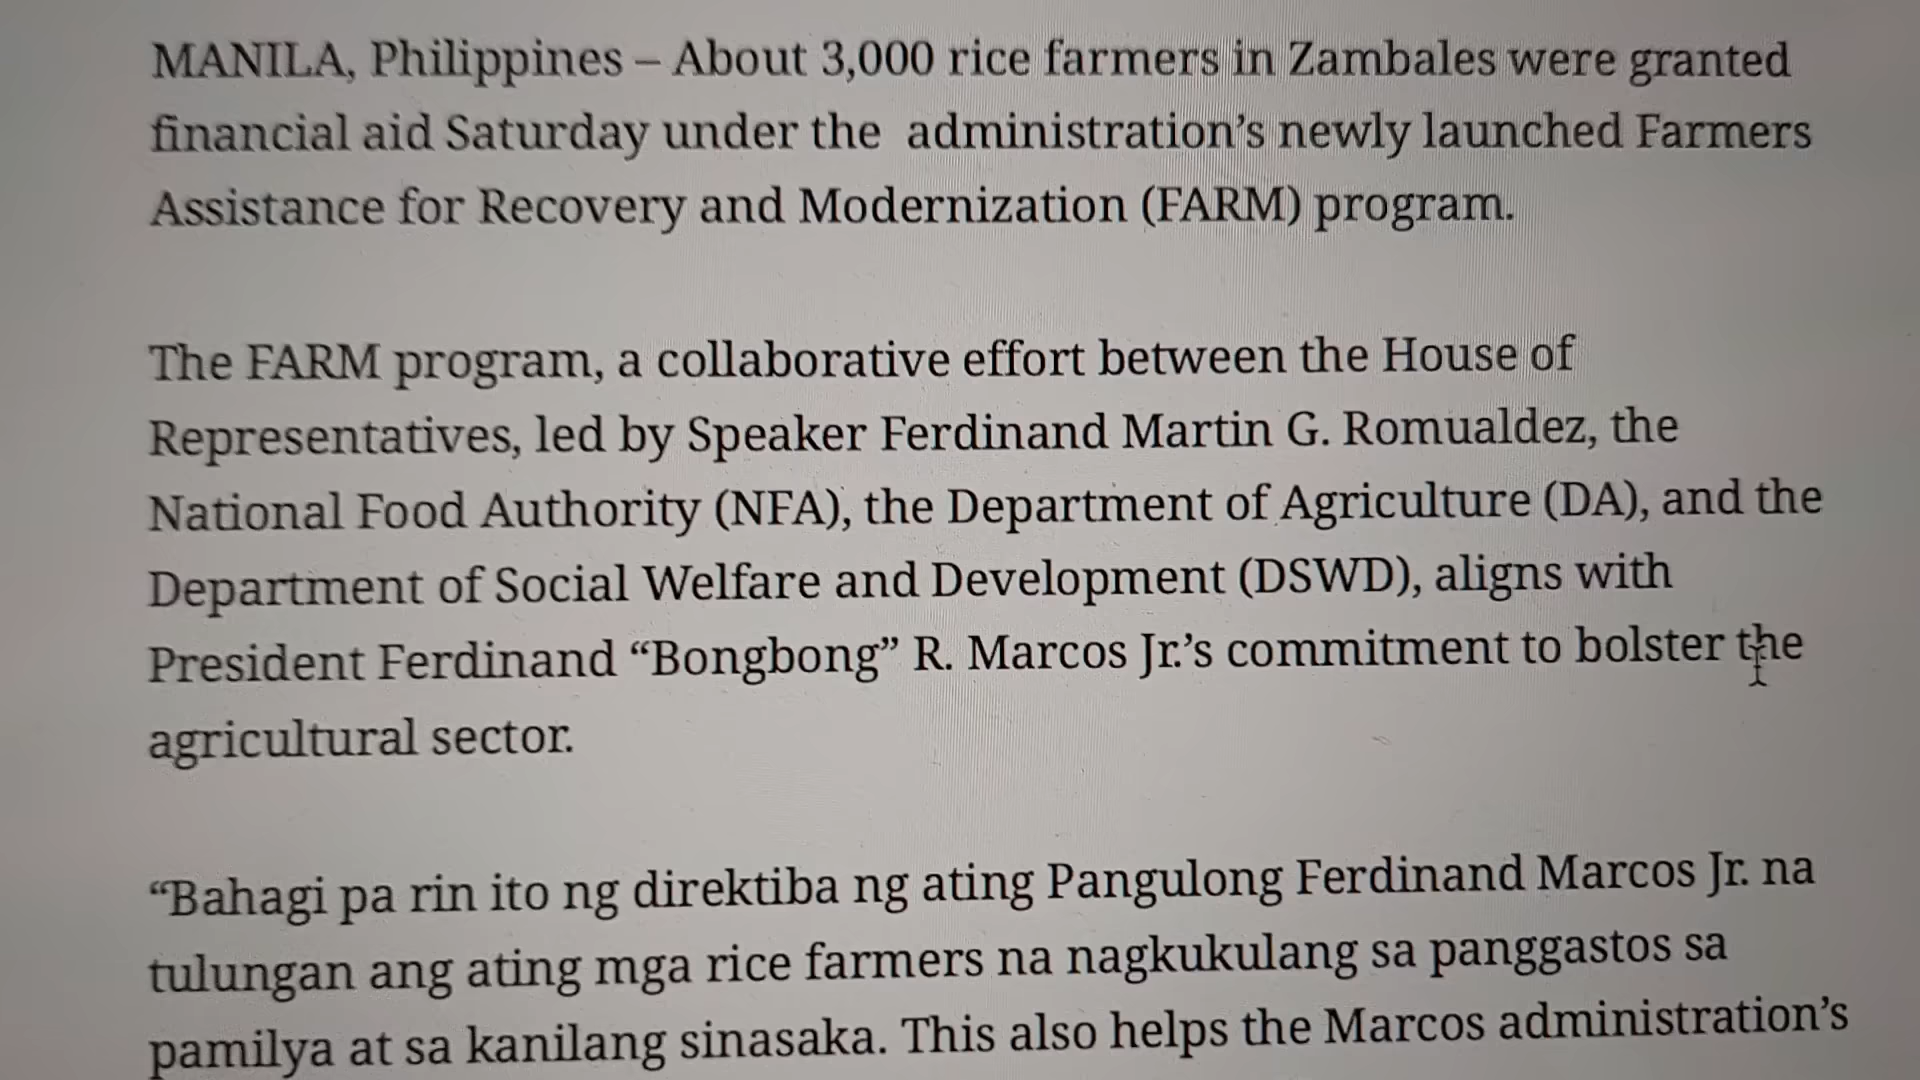 MANILA, Philippines – About 3,000 rice farmers in Zambales were granted
financial aid Saturday under the administration’s newly launched Farmers
Assistance for Recovery and Modernization (FARM) program.
The FARM program, a collaborative effort between the House of
Representatives, led by Speaker Ferdinand Martin G. Romualdez, the
National Food Authority (NFA), the Department of Agriculture (DA), and the
Department of Social Welfare and Development (DSWD), aligns with
President Ferdinand “Bongbong” R. Marcos Jr.’s commitment to bolster the
agricultural sector.
“Bahagi pa rin ito ng direktiba ng ating Pangulong Ferdinand Marcos Jr. na
tulungan ang ating mga rice farmers na nagkukulang sa panggastos sa
pamilya at sa kanilang sinasaka. This also helps the Marcos administration’s